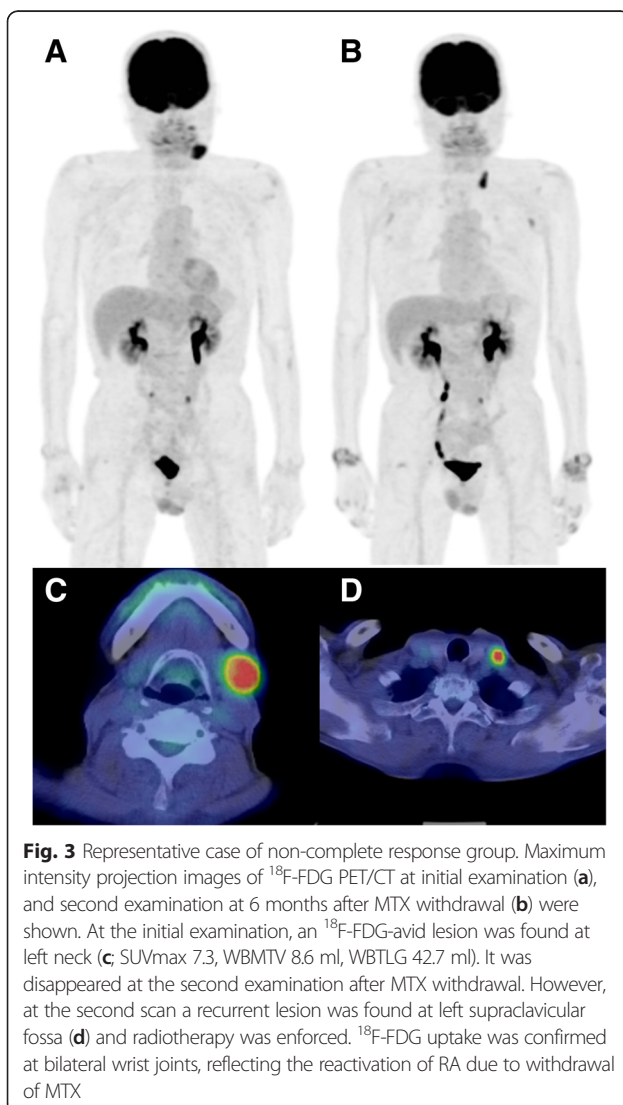 A
B
C
D
Fig. 3 Representative case of non-complete response group. Maximum
intensity projection images of ¹⁸F-FDG PET/CT at initial examination (a),
and second examination at 6 months after MTX withdrawal (b) were
shown. At the initial examination, an ¹⁸F-FDG-avid lesion was found at
left neck (c; SUVmax 7.3, WBMTV 8.6 ml, WBTLG 42.7 ml). It was
disappeared at the second examination after MTX withdrawal. However,
at the second scan a recurrent lesion was found at left supraclavicular
fossa (d) and radiotherapy was enforced. ¹⁸F-FDG uptake was confirmed
at bilateral wrist joints, reflecting the reactivation of RA due to withdrawal
of MTX